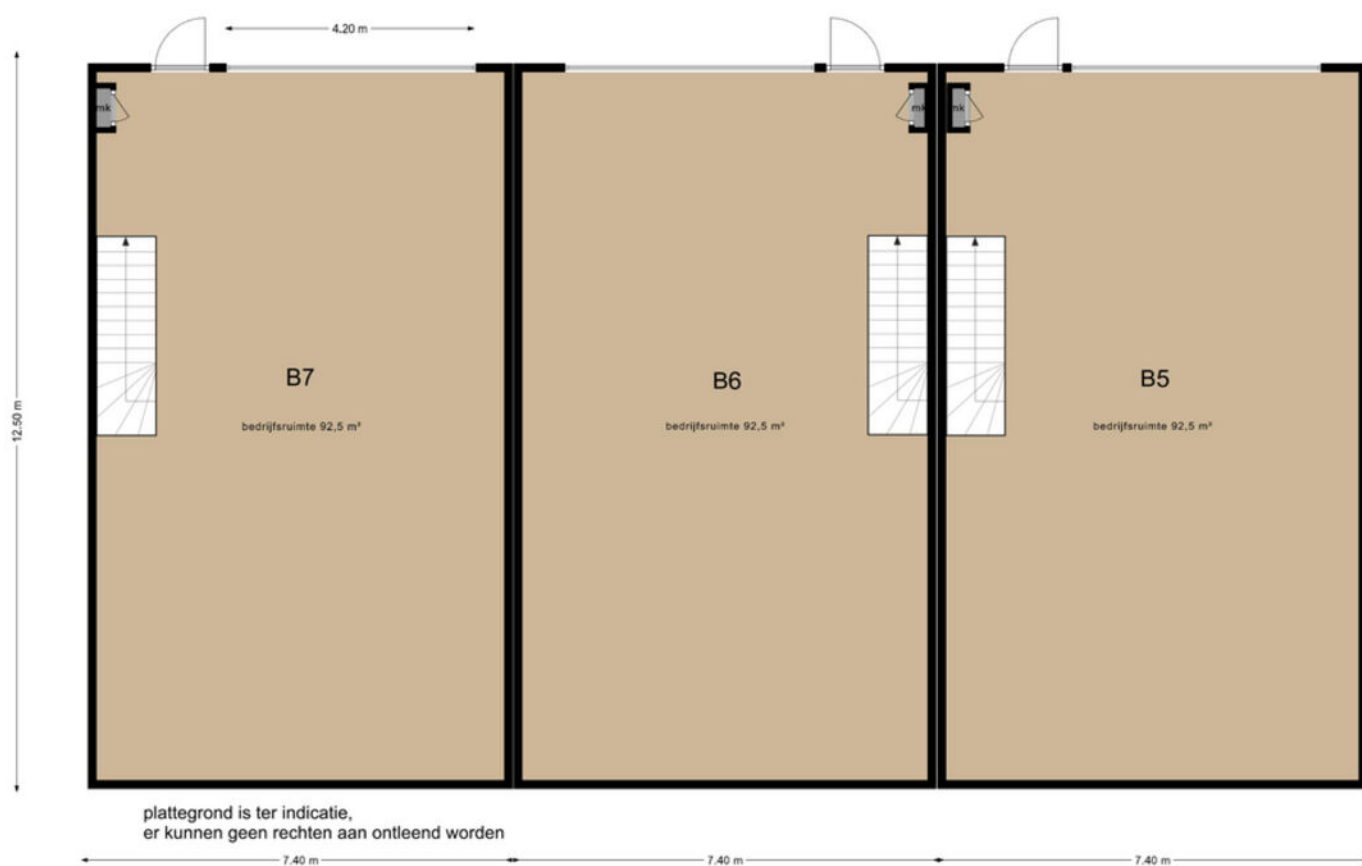 4.20 m
mk
mk
mk
12.50 m
B7
B6
B5
bedrijfsruimte 92,5 m²
bedrijfsruimte 92,5 m²
bedrijfsruimte 92,5 m²
plattegrond is ter indicatie,
er kunnen geen rechten aan ontleend worden
7.40 m
7.40 m
7.40 m